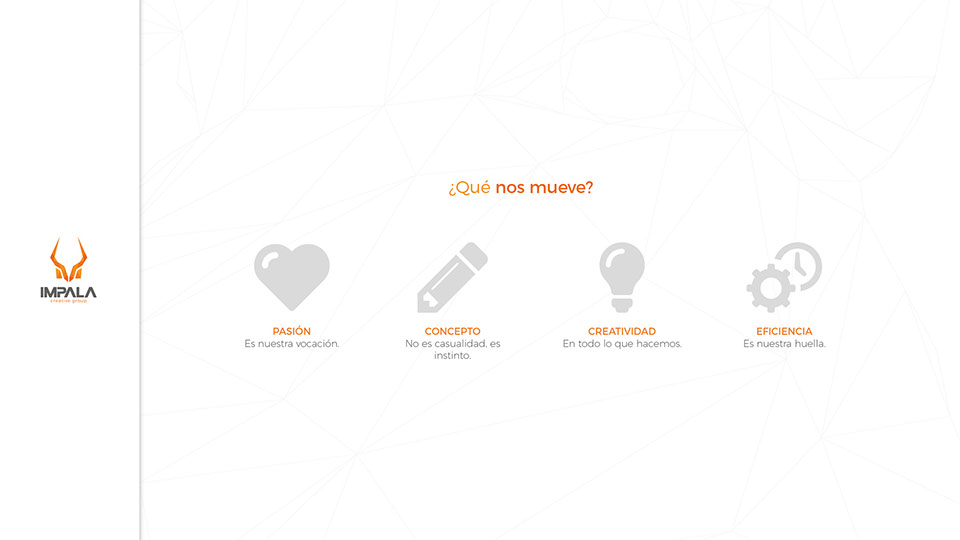 ¿Qué nos mueve?
IMPALA
creative group
PASIÓN
Es nuestra vocación.
CONCEPTO
No es casualidad, es
instinto.
CREATIVIDAD
En todo lo que hacemos.
EFICIENCIA
Es nuestra huella.